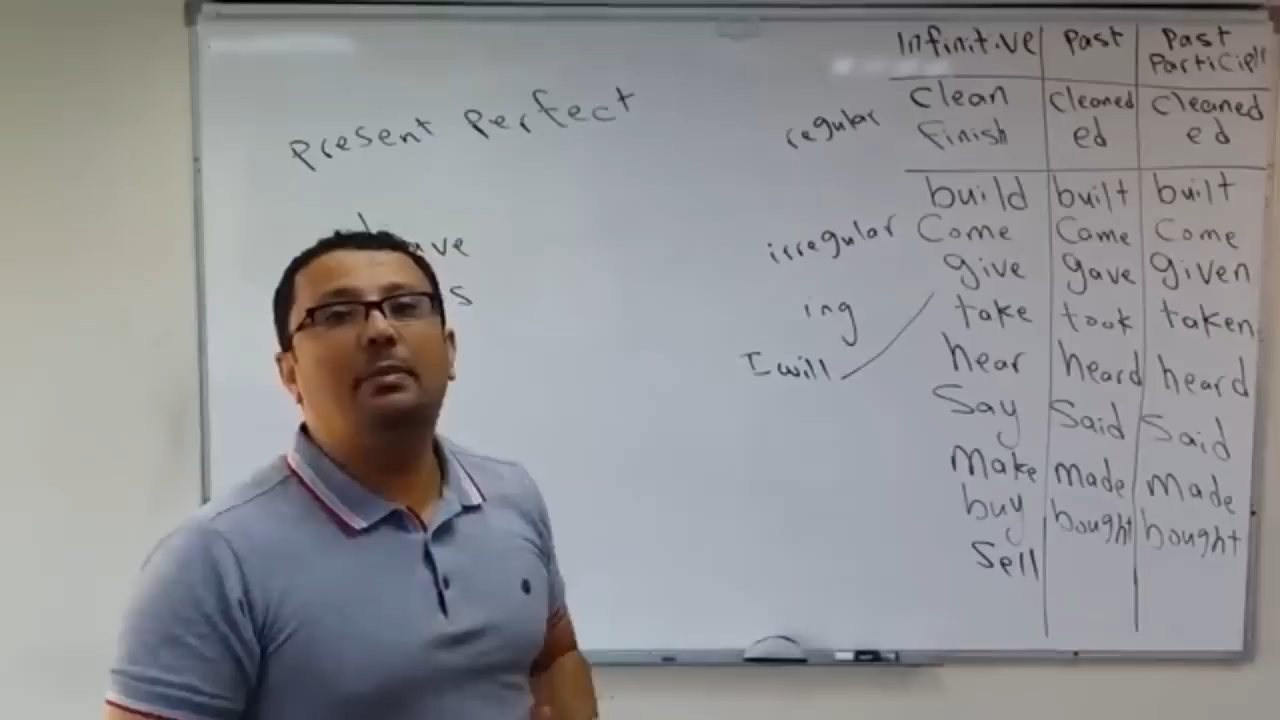 Present Perfect
Infinitive Past Past Participle
regular
Clean Cleaned Cleaned
Finish ed ed
irregular
build built built
Come Came Come
give gave given
take took taken
hear heard heard
Say Said Said
Make Made Made
buy bought bought
Sell
ing
I will